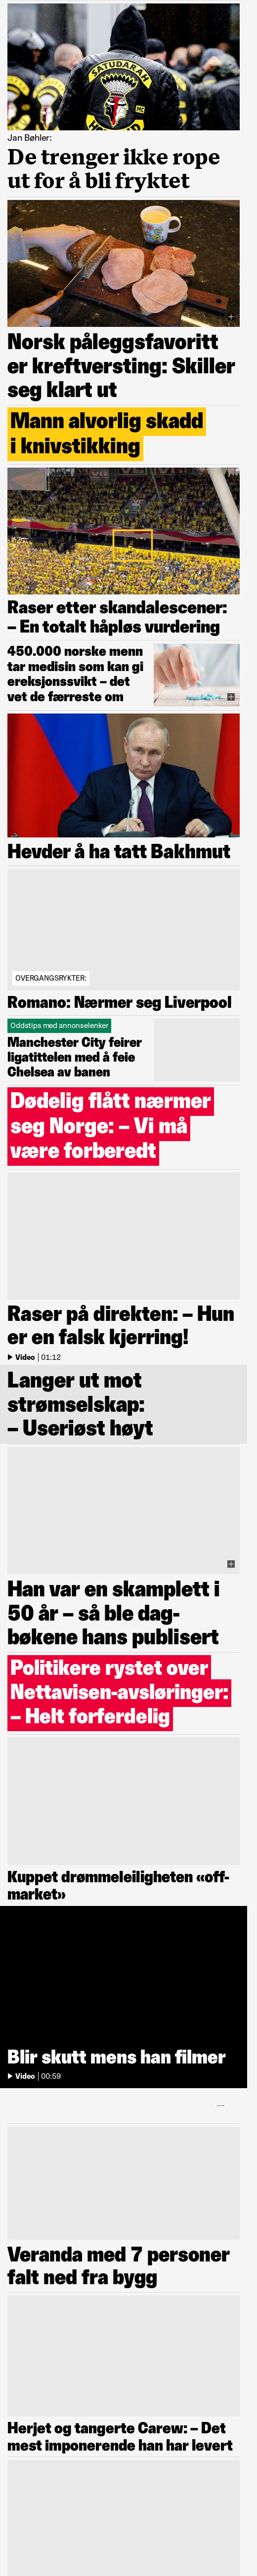 SATUDARAH
MC
Jan Bøhler:
De trenger ikke rope
ut for å bli fryktet
Norsk påleggsfavoritt
er kreftversting: Skiller
seg klart ut
Mann alvorlig skadd
i knivstikking
Raser etter skandalescener:
– En totalt håpløs vurdering
450.000 norske menn
tar medisin som kan gi
ereksjonssvikt – det
vet de færreste om
Hevder å ha tatt Bakhmut
OVERGANGSRYKTER:
Romano: Nærmer seg Liverpool
Oddstips med annonselenker
Manchester City feirer
ligatittelen med å feie
Chelsea av banen
Dødelig flått nærmer
seg Norge: – Vi må
være forberedt
Raser på direkten: – Hun
er en falsk kjerring!
Video | 01:12
Langer ut mot
strømselskap:
– Useriøst høyt
Han var en skamplett i
50 år – så ble dag-
bøkene hans publisert
Politikere rystet over
Nettavisen-avsløringer:
– Helt forferdelig
Kuppet drømmeleiligheten «off-
market»
Blir skutt mens han filmer
Video | 00:59
Veranda med 7 personer
falt ned fra bygg
Herjet og tangerte Carew: – Det
mest imponerende han har levert